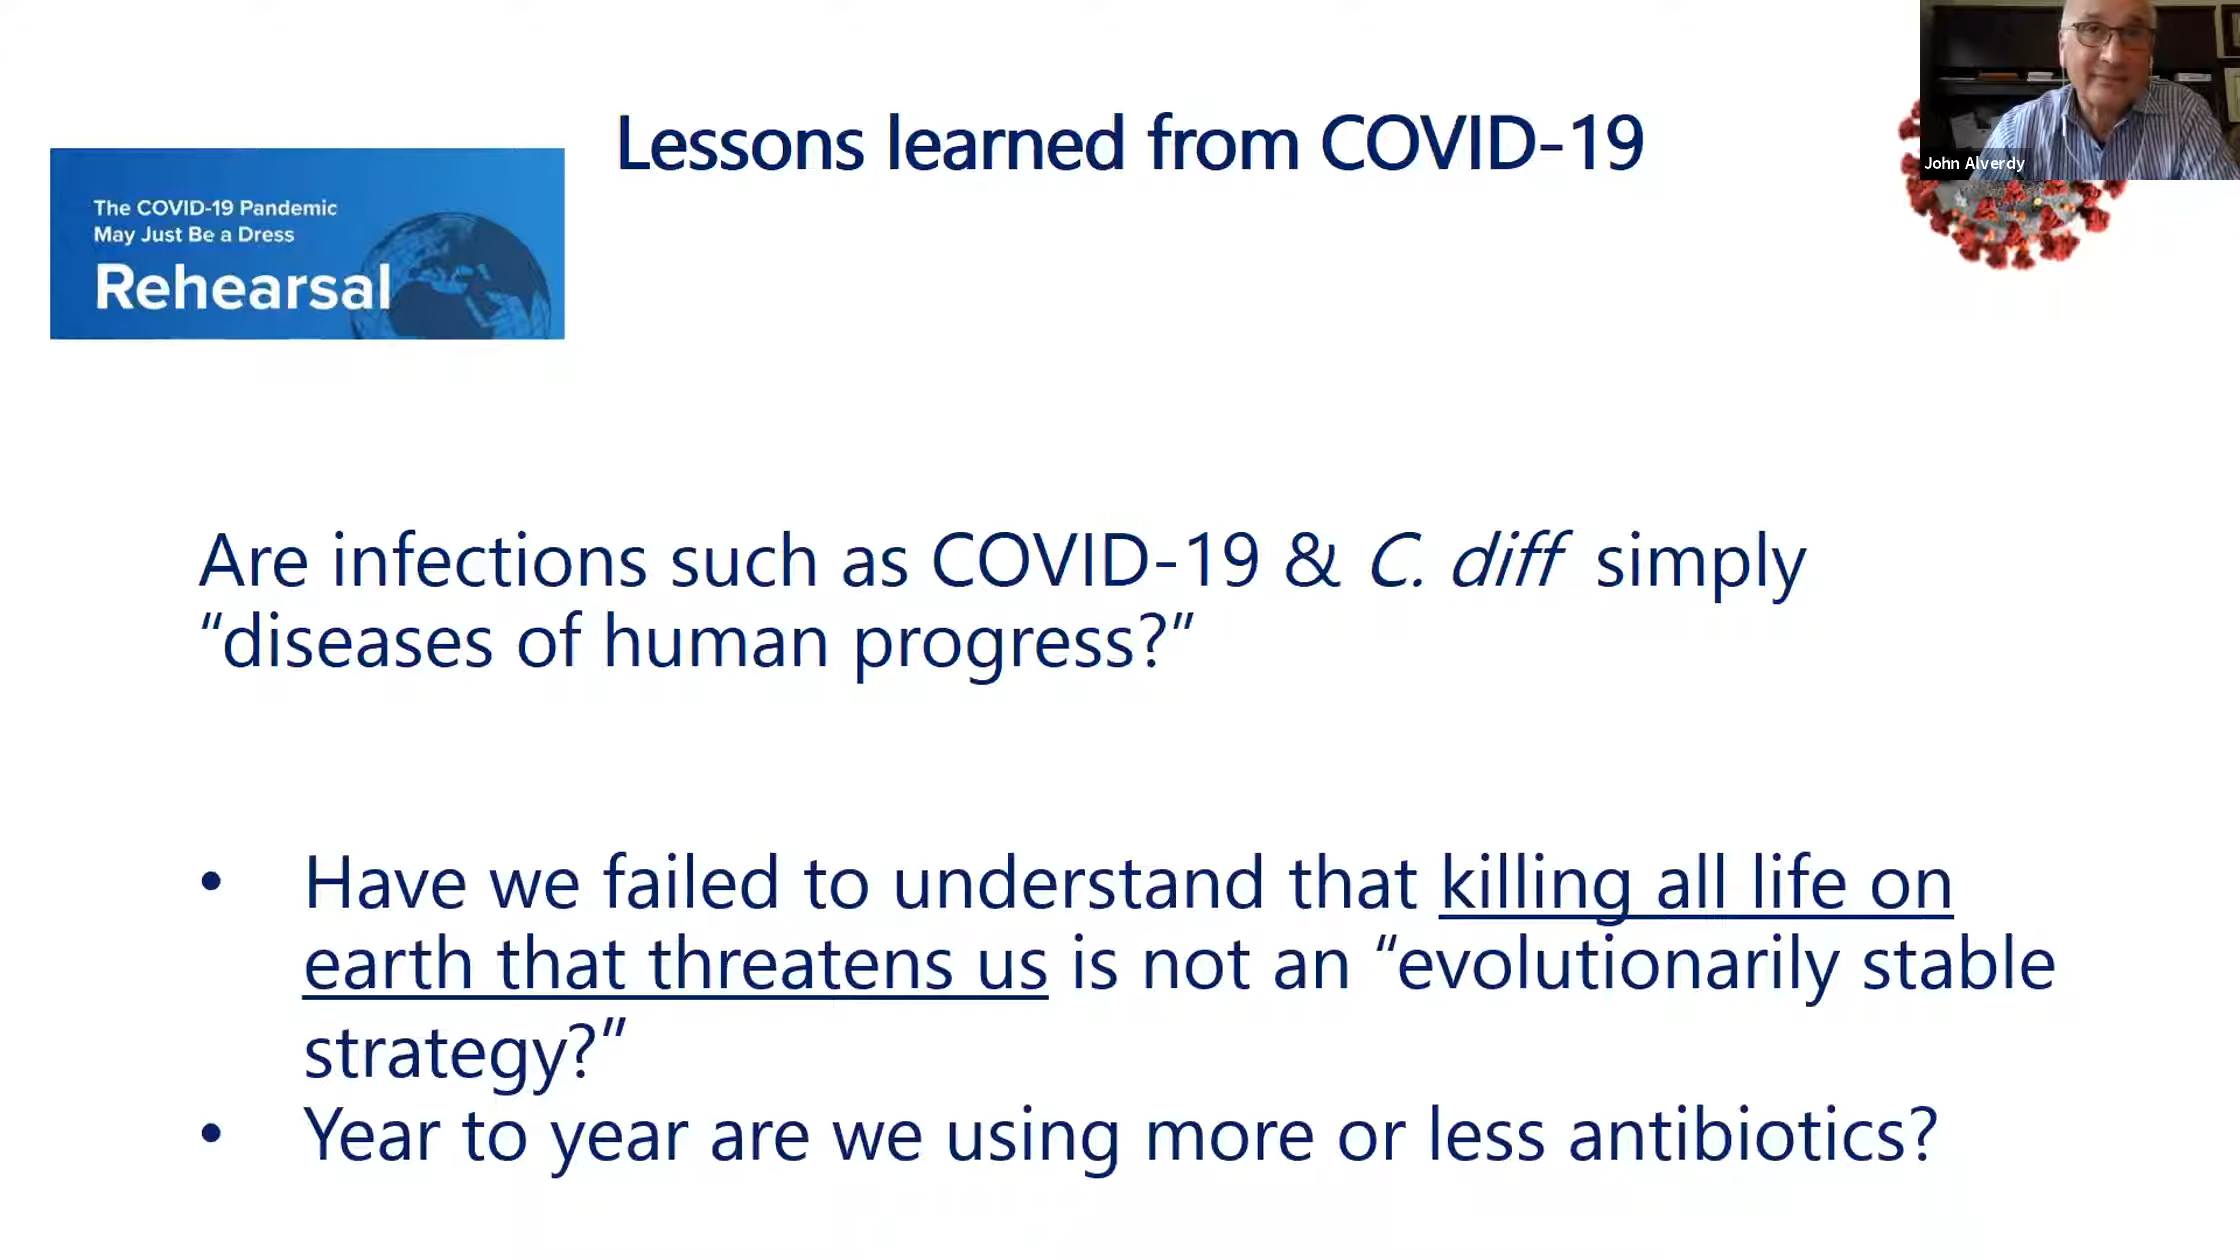 Lessons learned from COVID-19
John Alverdy
The COVID-19 Pandemic
May Just Be a Dress
Rehearsal
Are infections such as COVID-19 & C. diff simply
“diseases of human progress?”
• Have we failed to understand that killing all life on
earth that threatens us is not an “evolutionarily stable
strategy?”
• Year to year are we using more or less antibiotics?